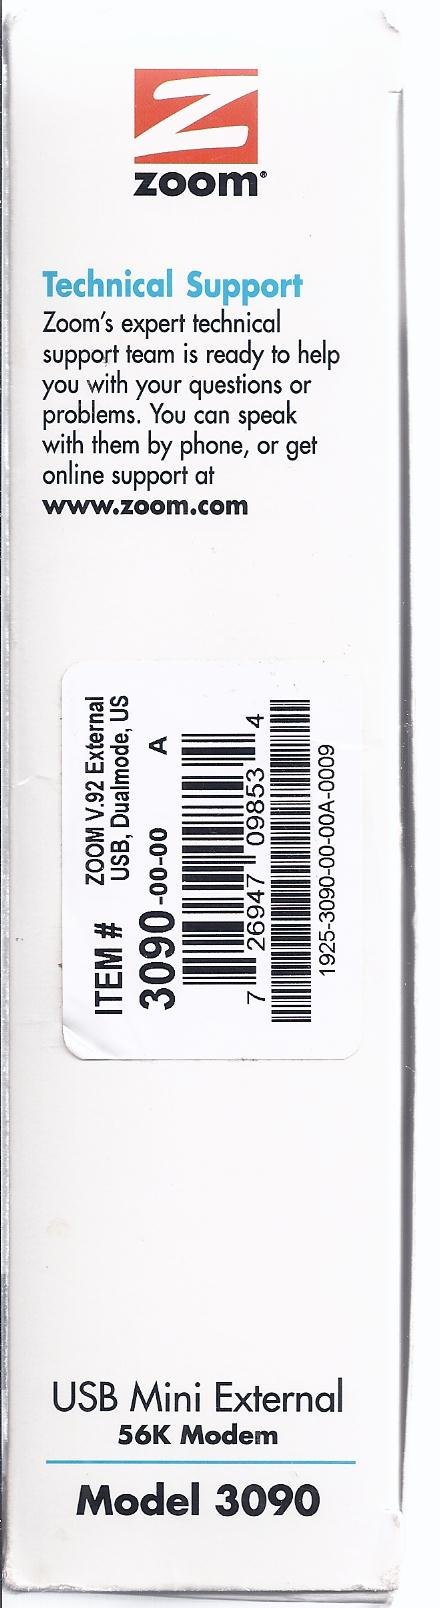 zoom®
Technical Support
Zoom's expert technical
support team is ready to help
you with your questions or
problems. You can speak
with them by phone, or get
online support at
www.zoom.com
ITEM #
ZOOM V.92 External
USB, Dualmode, US
3090-00-00 A
7 26947 09853 4
1925-3090-00-00A-0009
USB Mini External
56K Modem
Model 3090